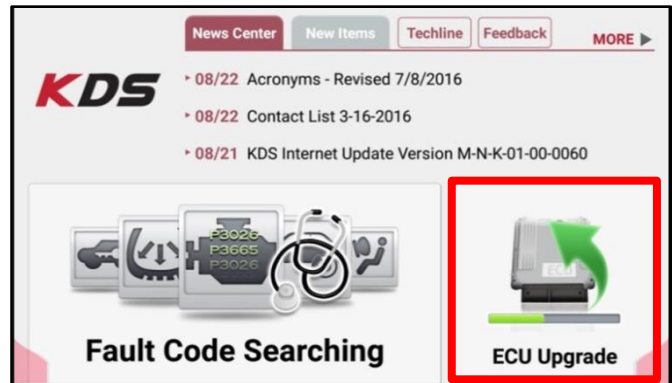 News Center New Items Techline Feedback MORE
KDS
08/22 Acronyms - Revised 7/8/2016
08/22 Contact List 3-16-2016
08/21 KDS Internet Update Version M-N-K-01-00-0060
P3026
P3665
P3026
ECU
Fault Code Searching
ECU Upgrade